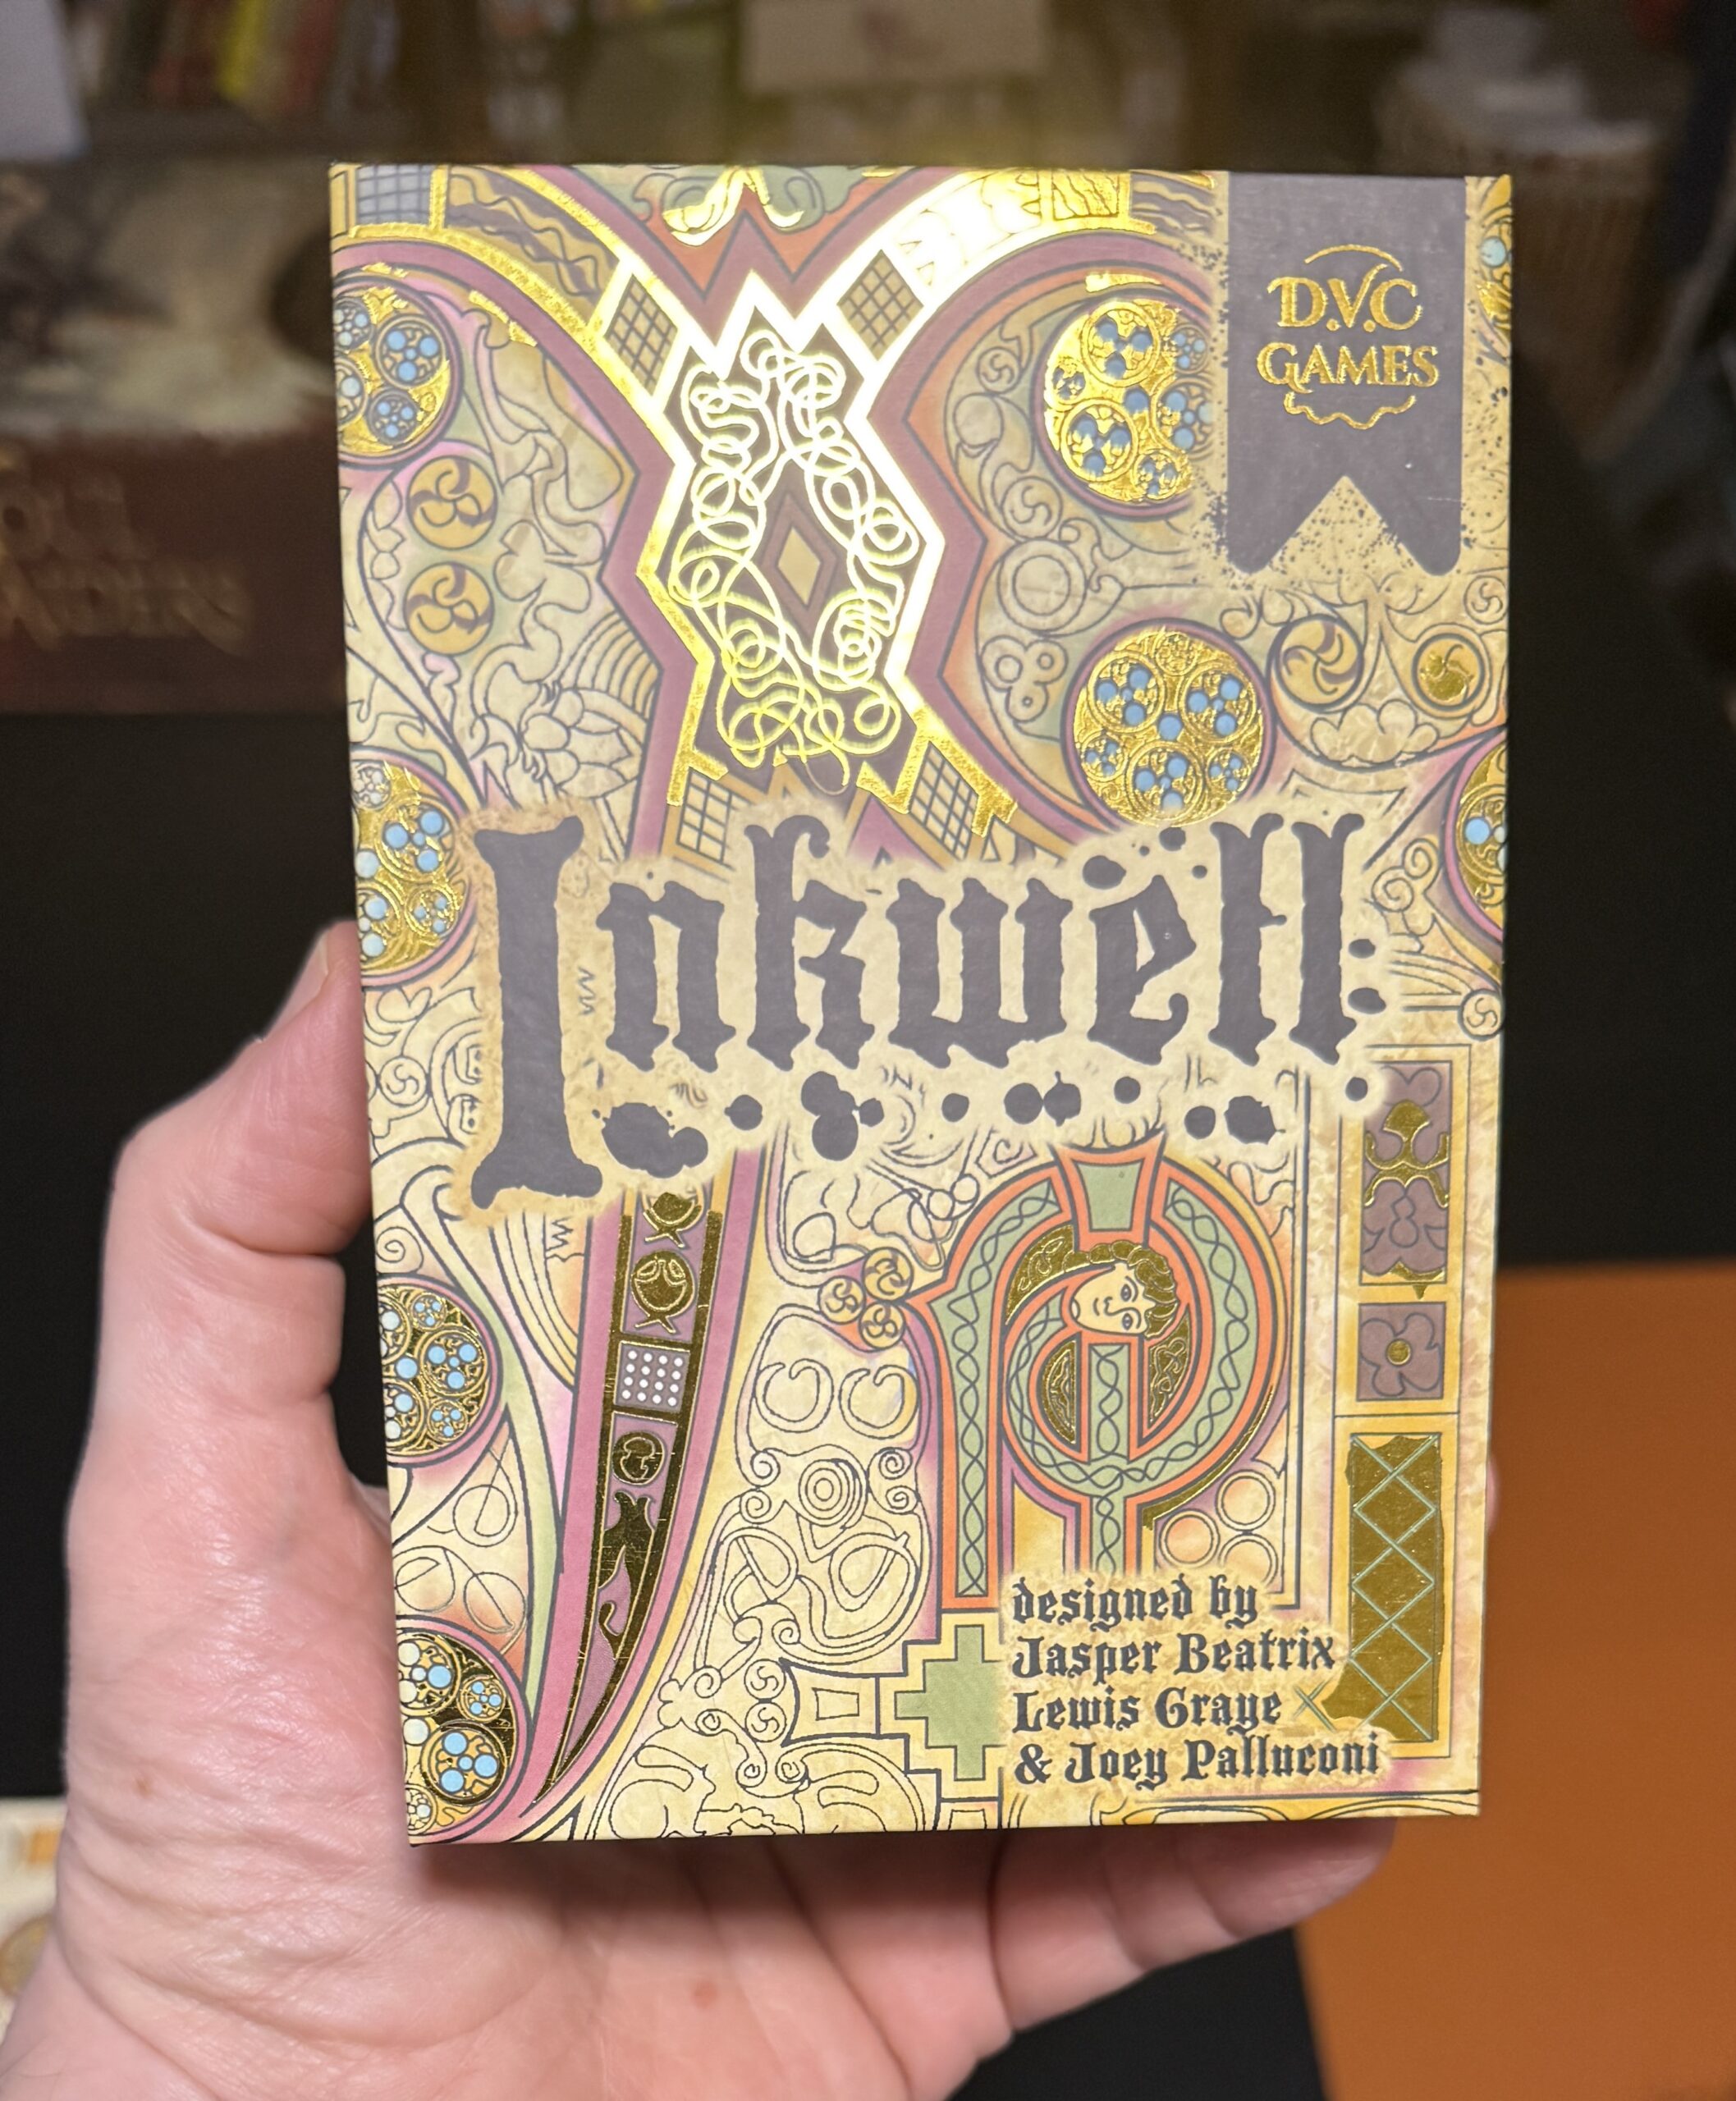 D.V.C
GAMES
Inkwell
designed by
Jasper Beatrix
Lewis Graye
& Joey Palluconi